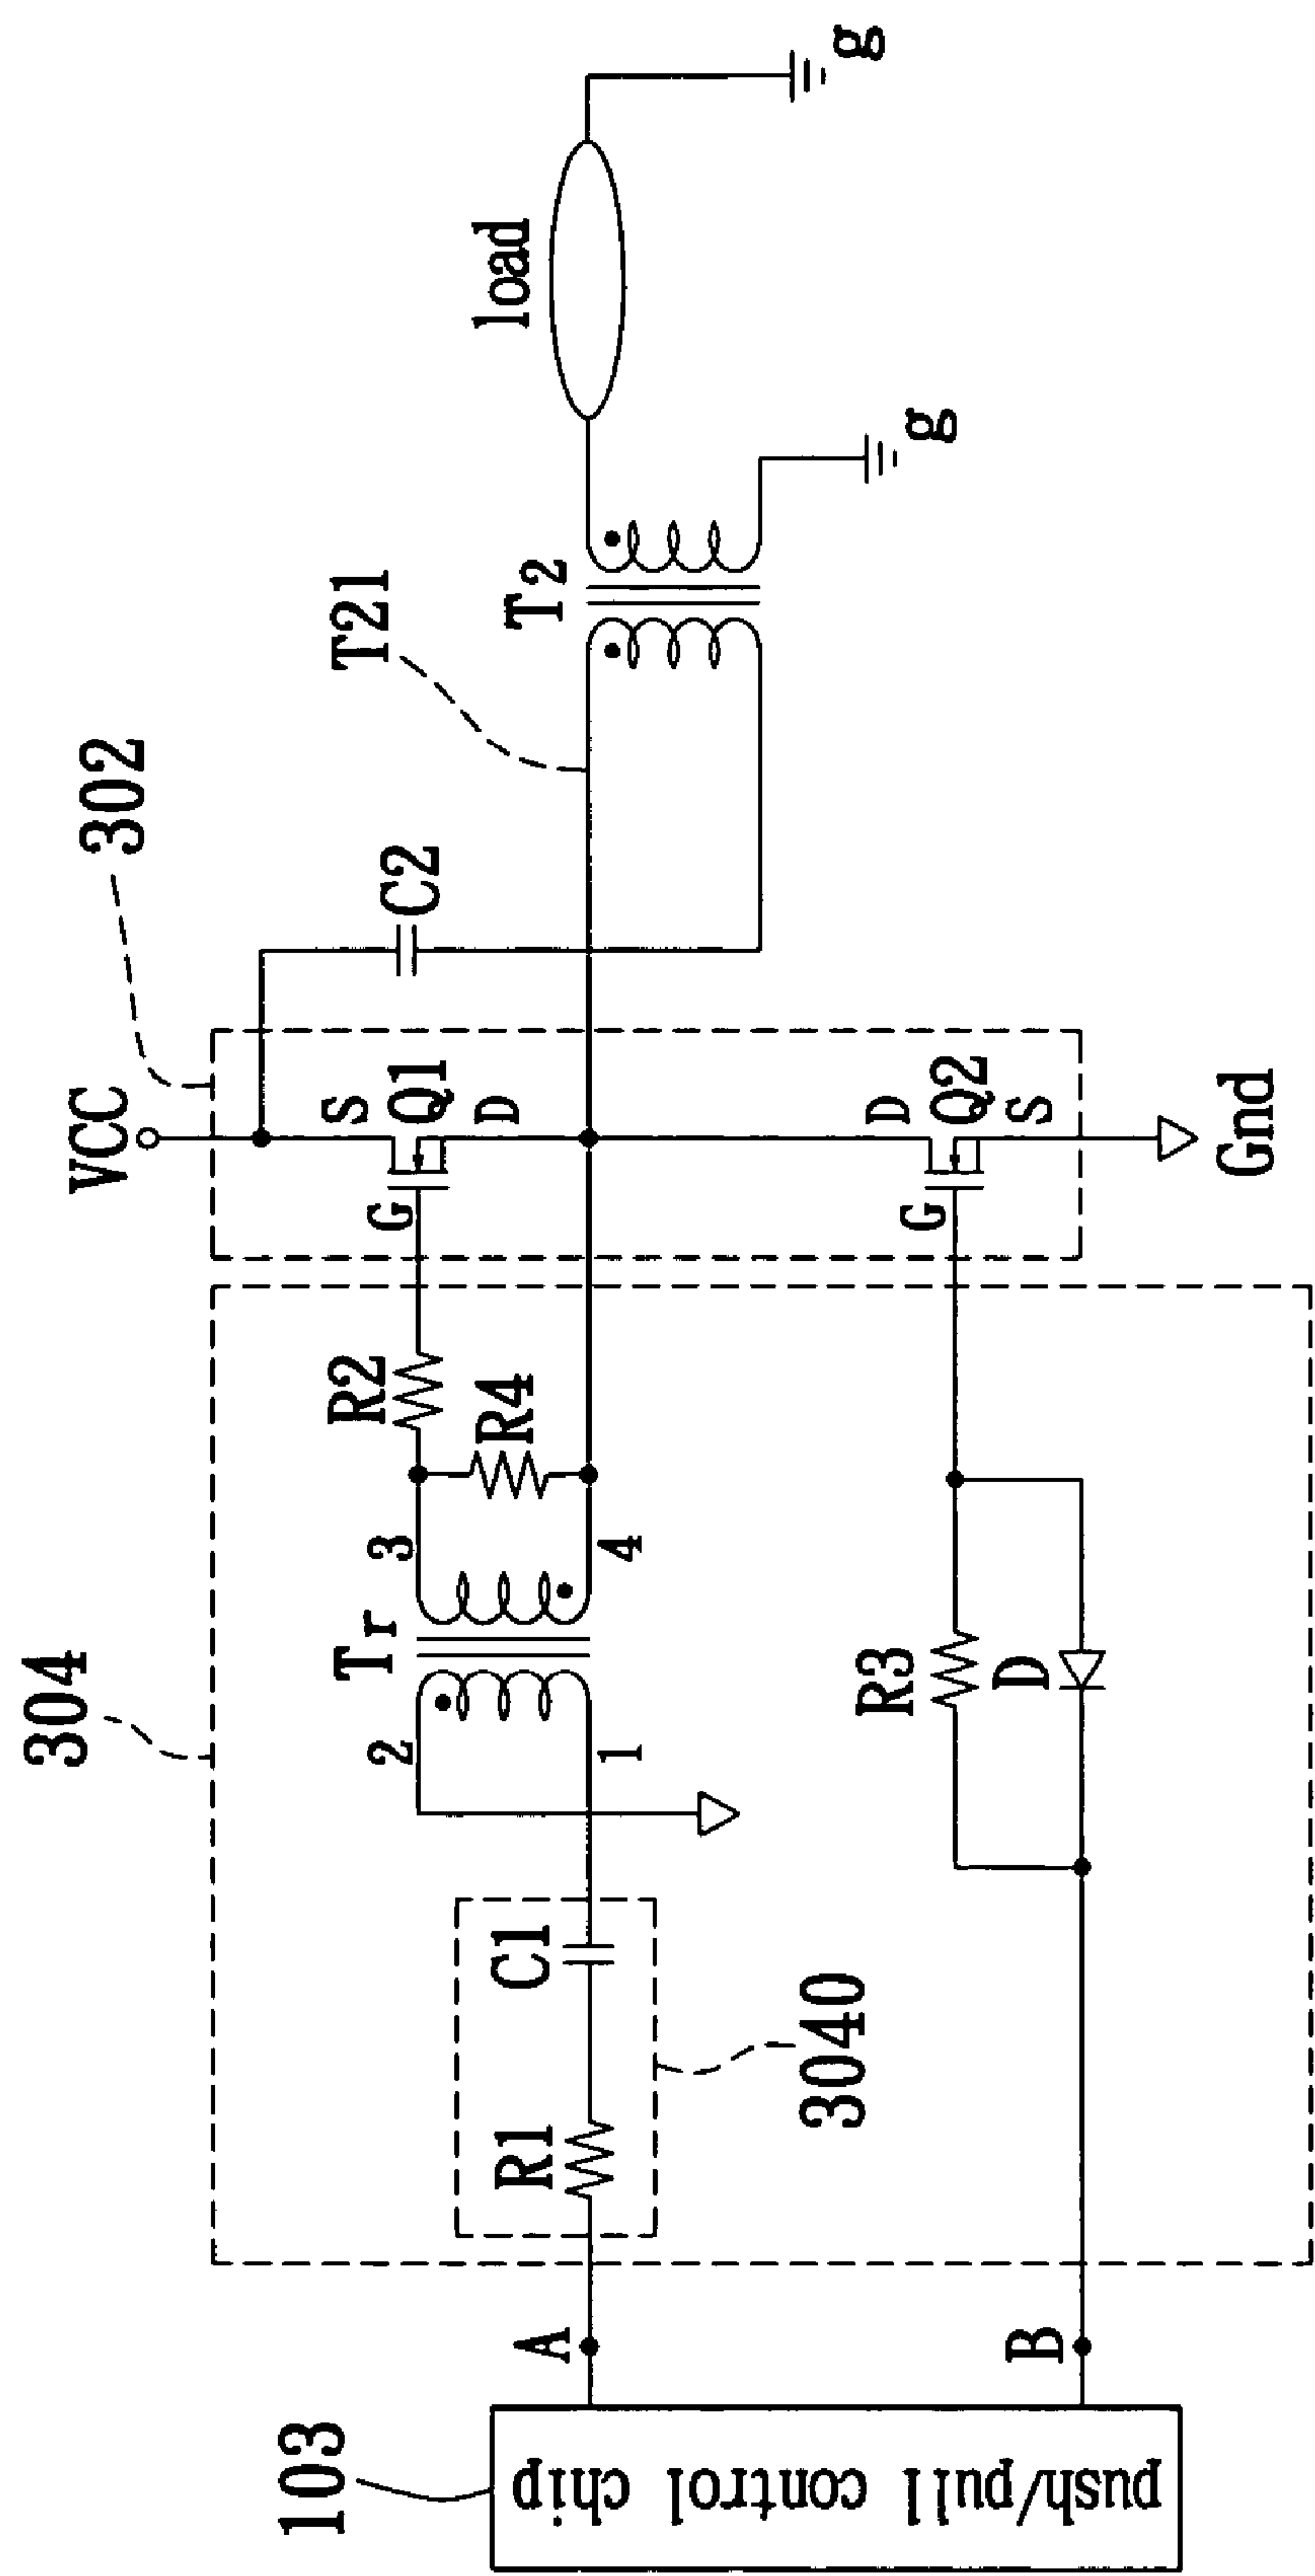 103
push/pull control chip
A
B
304
3040
R1
C1
Tr
2
1
3
4
R2
R4
R3
D
302
VCC
S
Q1
D
G
D
Q2
S
G
Gnd
C2
T21
T2
g
load
g